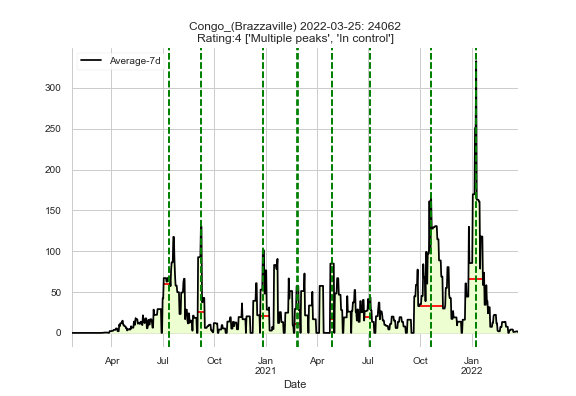 Congo_(Brazzaville) 2022-03-25: 24062
Rating:4 ['Multiple peaks', 'In control']
Average-7d
300
250
200
150
100
50
0
Apr Jul Oct Jan Apr Jul Oct Jan
2021 2022
Date